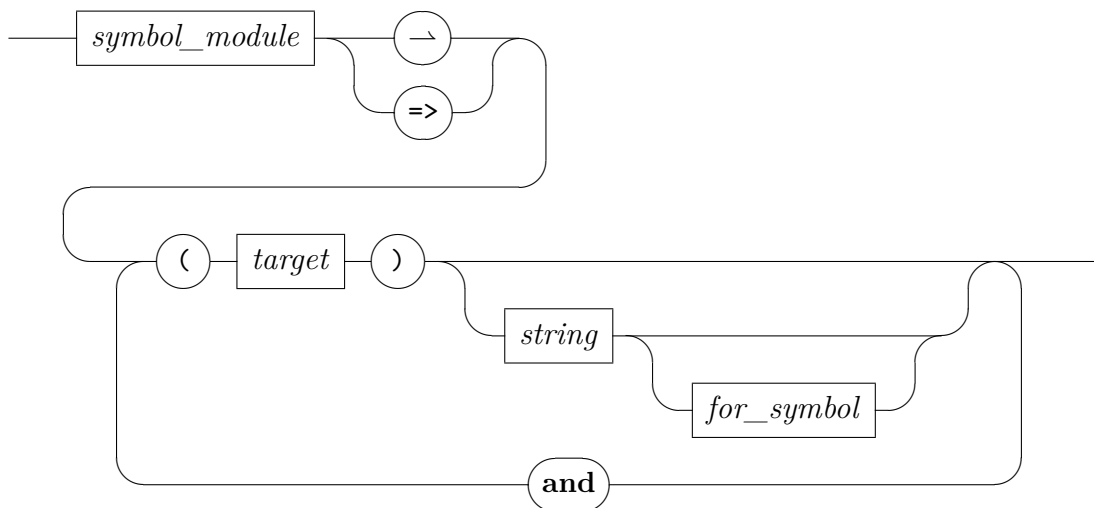 symbol_module ⇀
=>
( target )
string
for_symbol
and